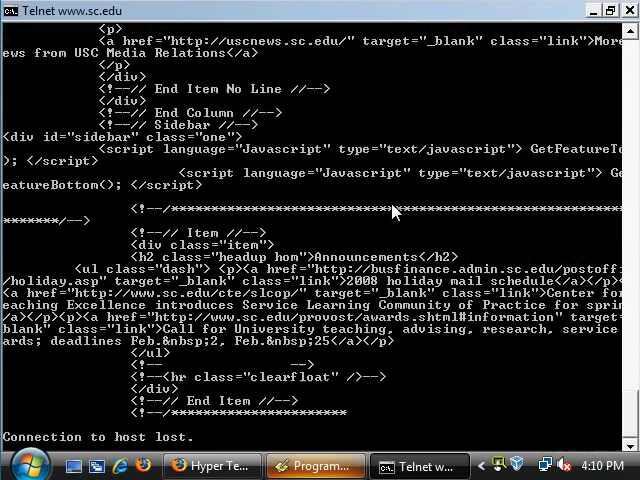 Telnet www.sc.edu
<p>
<a href="http://uscnews.sc.edu/" target="_blank" class="link">More
ews from USC Media Relations</a>
</p>
</div>
<!--// End Item No Line //-->
</div>
<!--// End Column //-->
<!--// Sidebar //-->
<div id="sidebar" class="one">
<script language="Javascript" type="text/javascript"> GetFeatureTo
); </script>
<script language="Javascript" type="text/javascript"> Ge
eatureBottom(); </script>
<!--/*********************************************************
*******/-->
<!--// Item //-->
<div class="item">
<h2 class="headup hom">Announcements</h2>
<ul class="dash"> <p><a href="http://busfinance.admin.sc.edu/postoffi
/holiday.asp" target="_blank" class="link">2008 holiday mail schedule</a></p><
<a href="http://www.sc.edu/cte/slcop/" target="_blank" class="link">Center for
eaching Excellence introduces Service Learning Community of Practice for sprin
/a></p><p><a href="http://www.sc.edu/provost/awards.shtml#information" target=
blank" class="link">Call for University teaching, advising, research, service
ards; deadlines Feb.&nbsp;2, Feb.&nbsp;25</a></p>
</ul>
<!-- -->
<!--<hr class="clearfloat" />-->
</div>
<!--// End Item //-->
<!--/**********************
Connection to host lost.
Hyper Te... Program... Telnet w... 4:10 PM